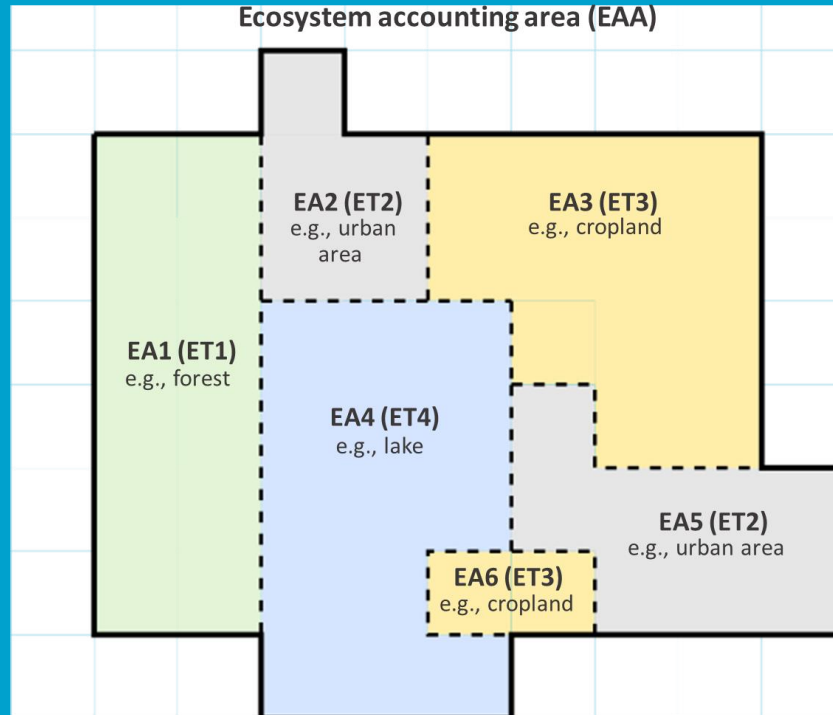 Ecosystem accounting area (EAA)
EA2 (ET2)
e.g., urban
area
EA3 (ET3)
e.g., cropland
EA1 (ET1)
e.g., forest
EA4 (ET4)
e.g., lake
EA5 (ET2)
e.g., urban area
EA6 (ET3)
e.g., cropland